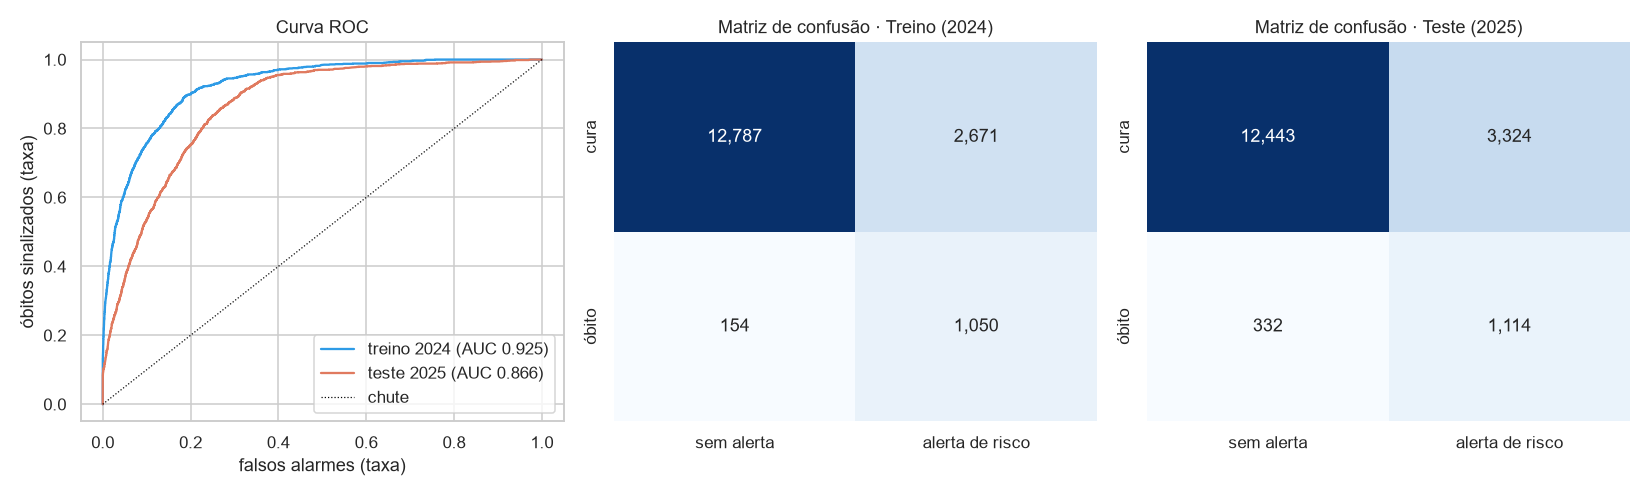 Curva ROC
óbitos sinalizados (taxa)
1.0
0.8
0.6
0.4
0.2
0.0
0.0 0.2 0.4 0.6 0.8 1.0
falsos alarmes (taxa)
treino 2024 (AUC 0.925)
teste 2025 (AUC 0.866)
chute
Matriz de confusão · Treino (2024)
cura
12,787 2,671
óbito
154 1,050
sem alerta alerta de risco
Matriz de confusão · Teste (2025)
cura
12,443 3,324
óbito
332 1,114
sem alerta alerta de risco